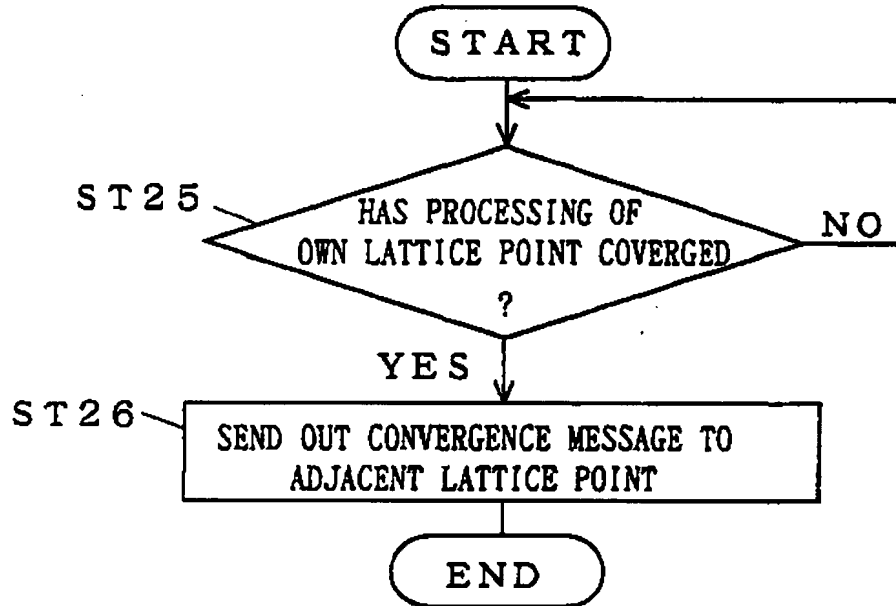 START
ST25
HAS PROCESSING OF
OWN LATTICE POINT COVERGED
?
NO
YES
ST26
SEND OUT CONVERGENCE MESSAGE TO
ADJACENT LATTICE POINT
END